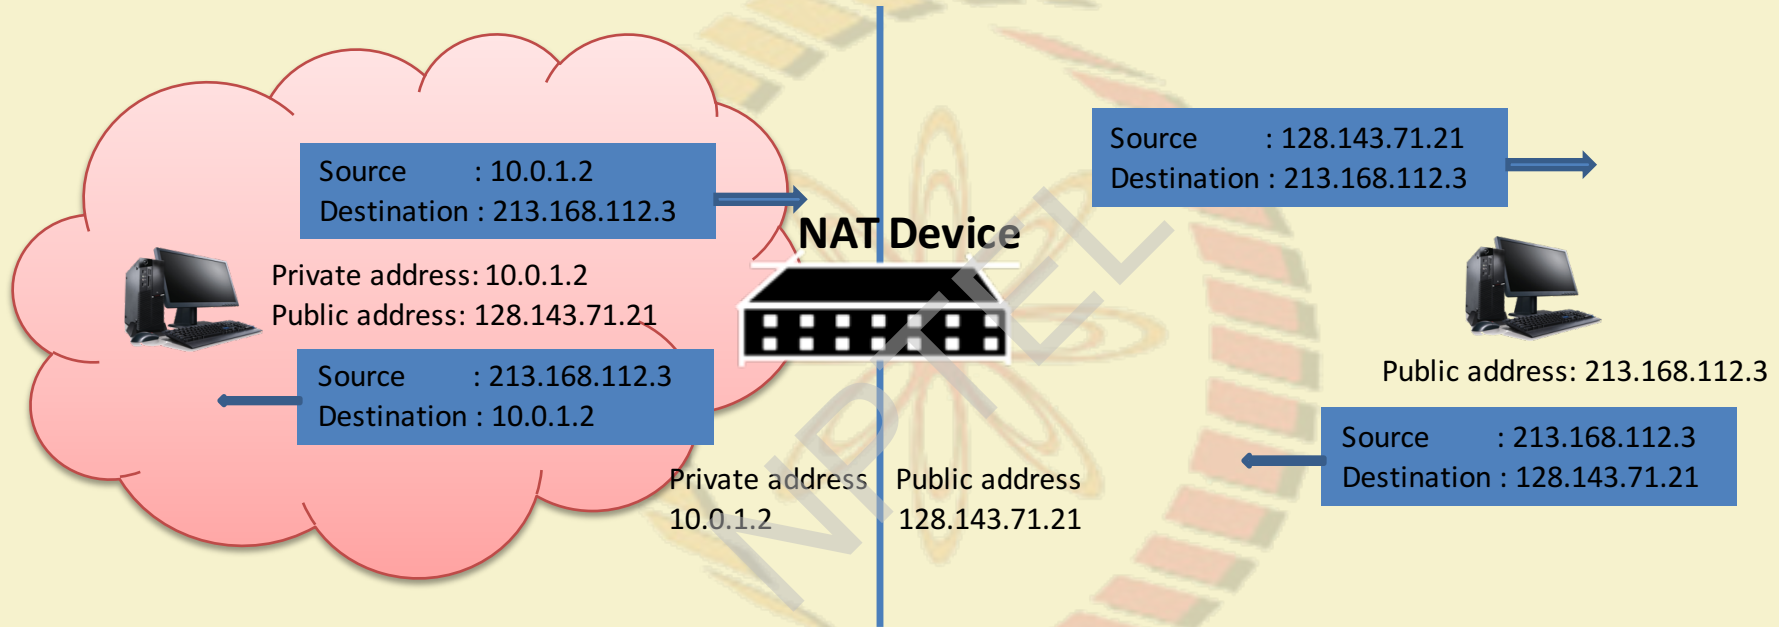 Source : 10.0.1.2
Destination : 213.168.112.3
Private address: 10.0.1.2
Public address: 128.143.71.21
Source : 213.168.112.3
Destination : 10.0.1.2
NAT Device
Private address
10.0.1.2
Public address
128.143.71.21
Source : 128.143.71.21
Destination : 213.168.112.3
Public address: 213.168.112.3
Source : 213.168.112.3
Destination : 128.143.71.21
NPTEL